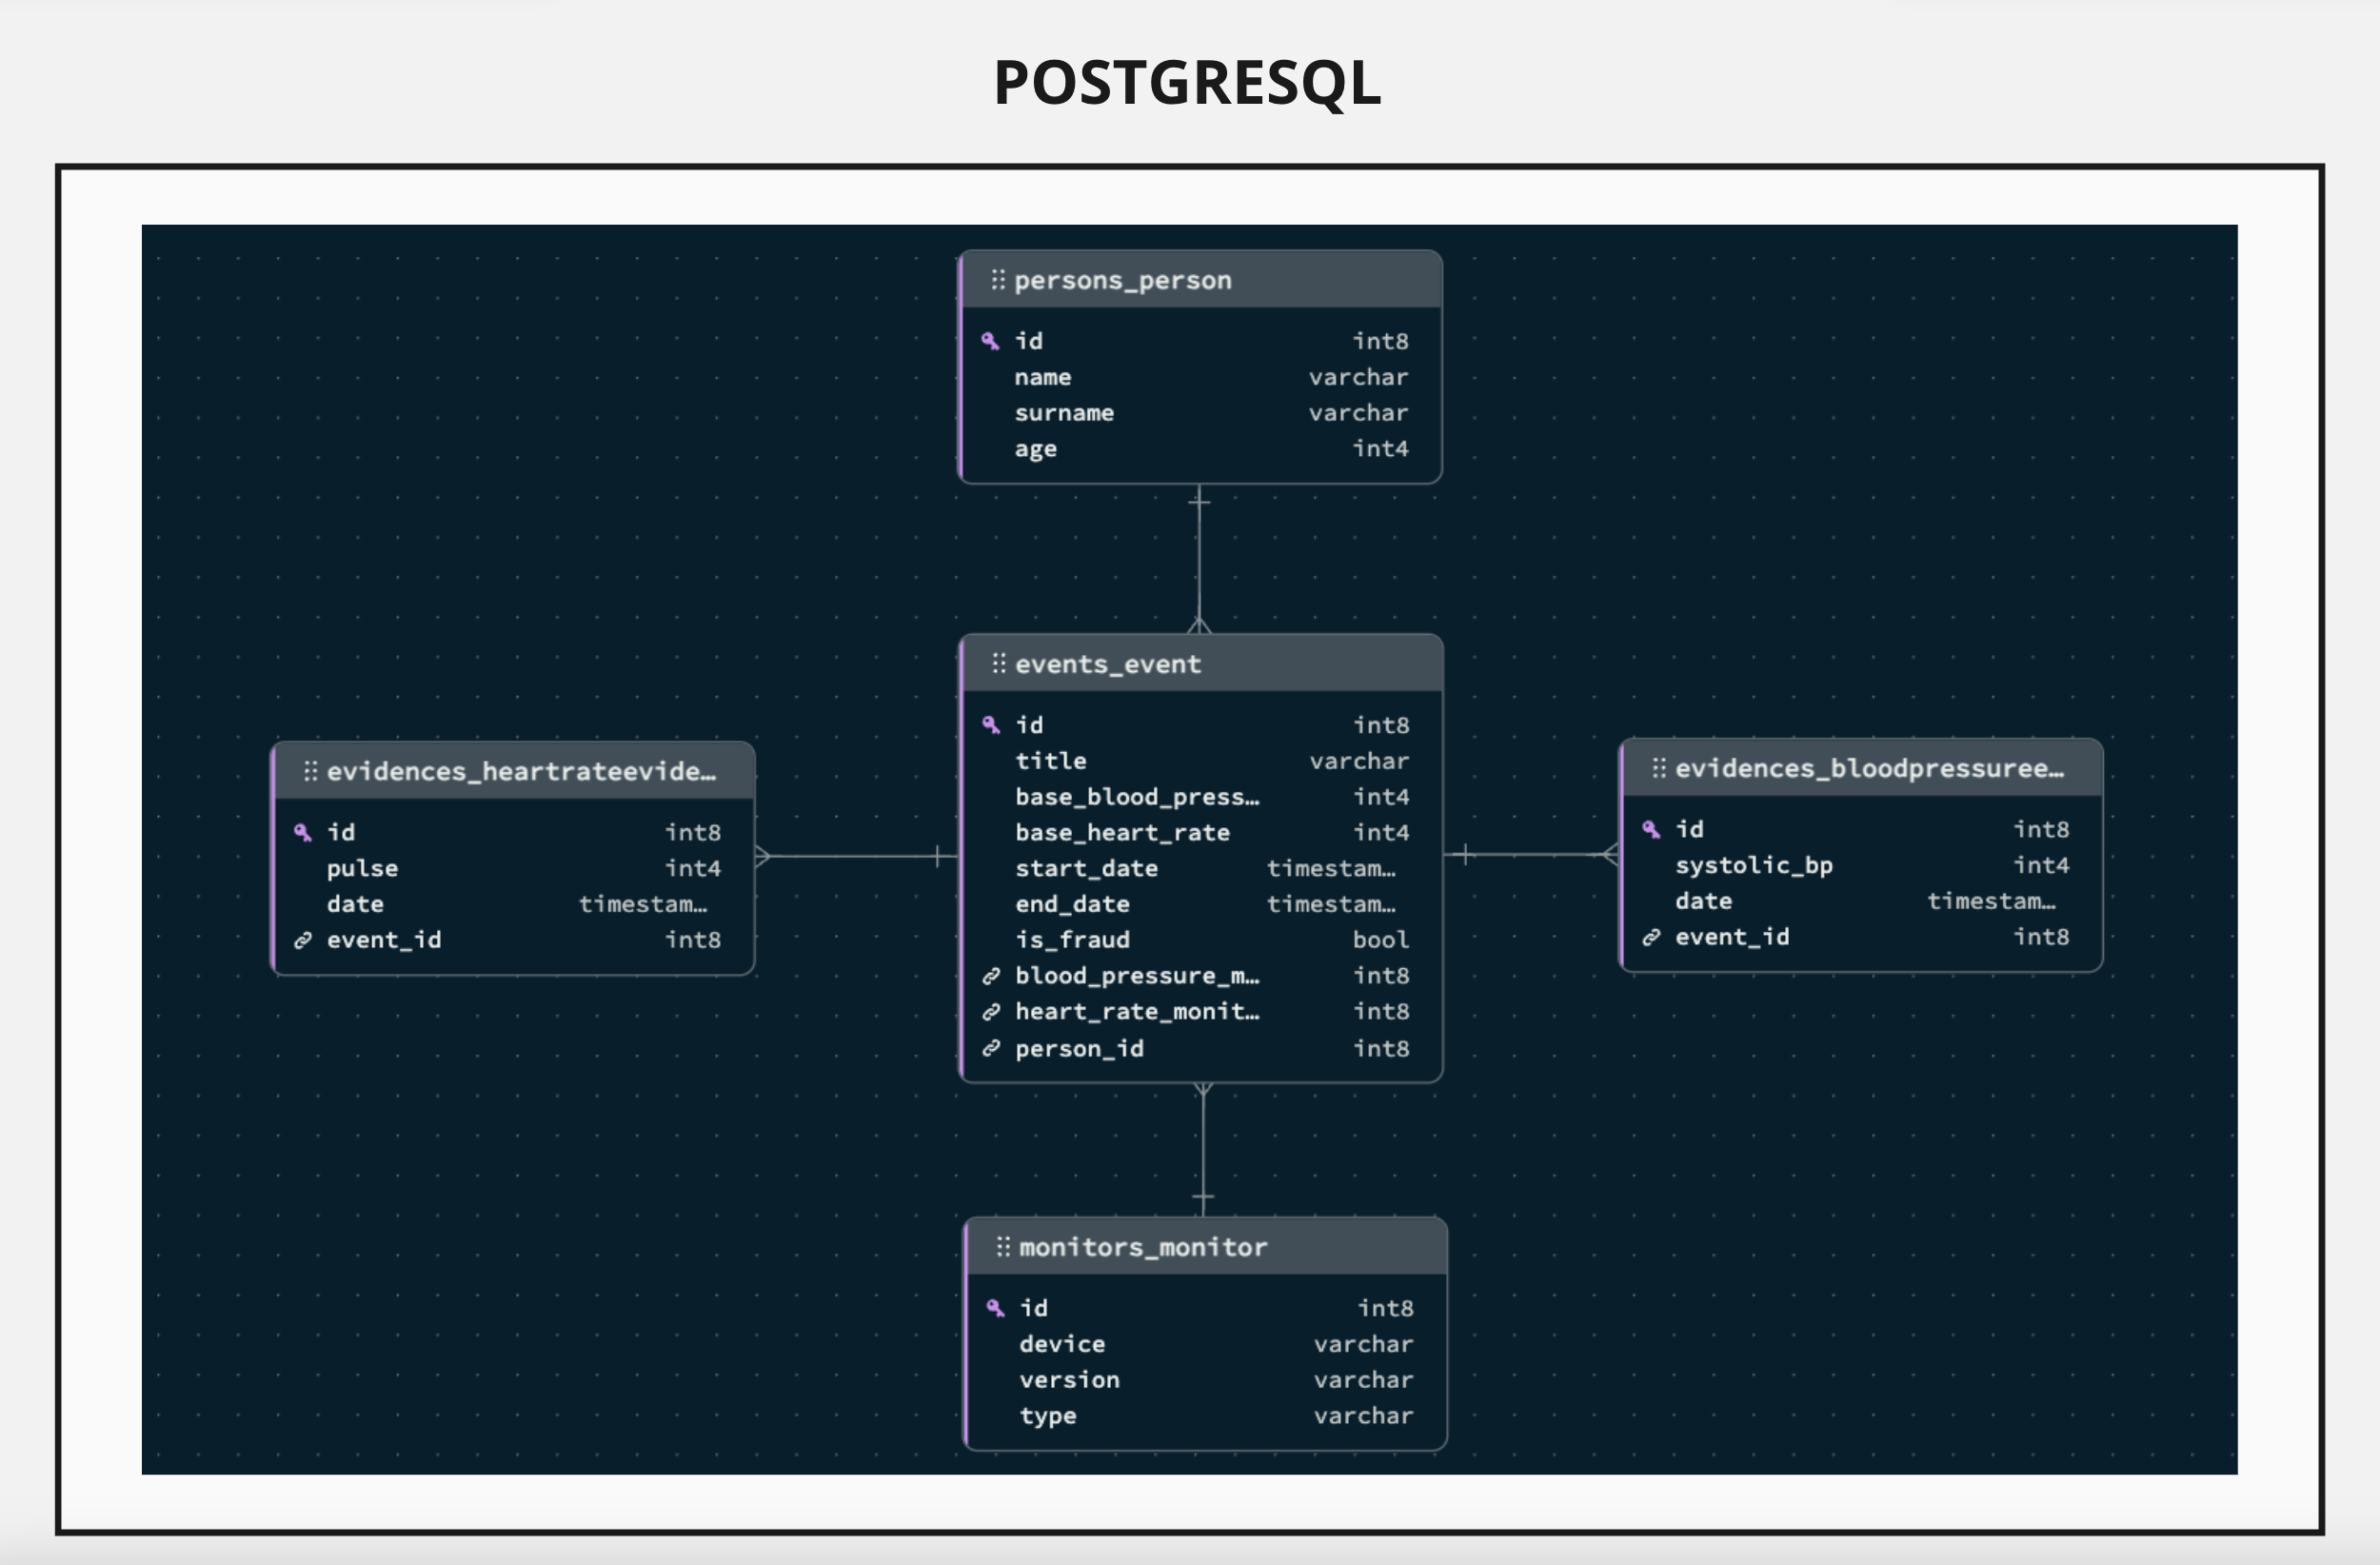 POSTGRESQL
persons_person
id int8
name varchar
surname varchar
age int4
events_event
id int8
title varchar
base_blood_press… int4
base_heart_rate int4
start_date timestam…
end_date timestam…
is_fraud bool
blood_pressure_m… int8
heart_rate_monit… int8
person_id int8
evidences_heartrateevide…
id int8
pulse int4
date timestam…
event_id int8
evidences_bloodpressuree…
id int8
systolic_bp int4
date timestam…
event_id int8
monitors_monitor
id int8
device varchar
version varchar
type varchar